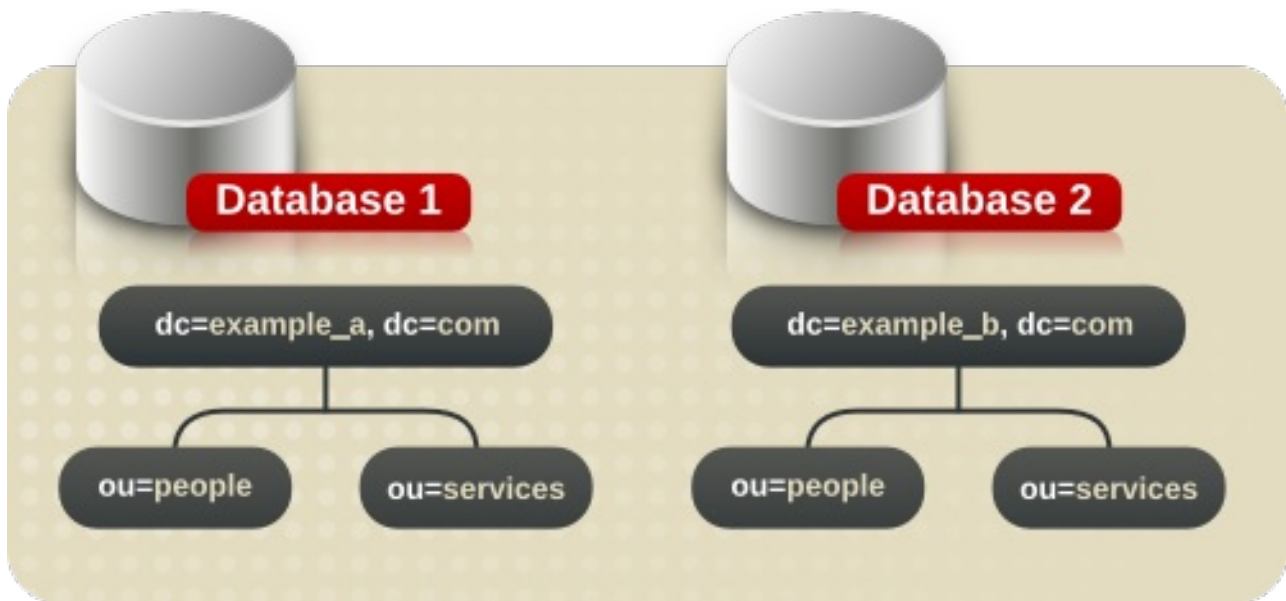 Database 1
Database 2
dc=example_a, dc=com
dc=example_b, dc=com
ou=people
ou=services
ou=people
ou=services